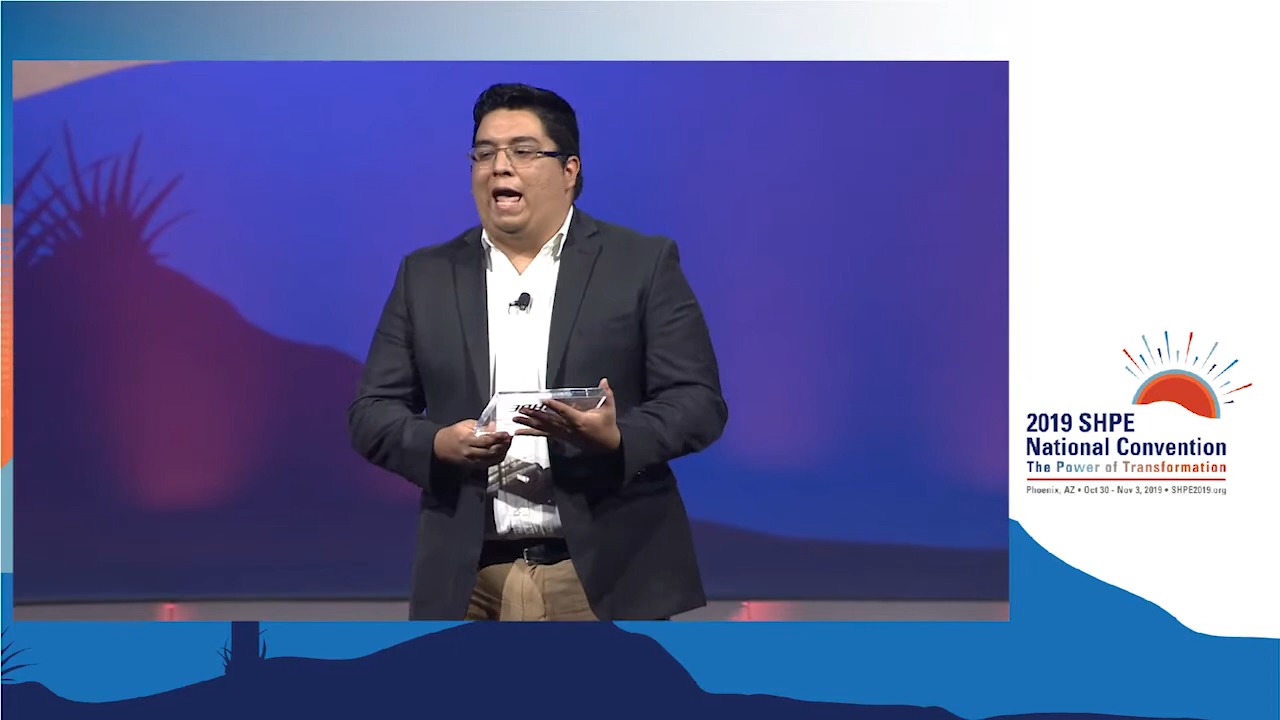 2019 SHPE
National Convention
The Power of Transformation
Phoenix, AZ • Oct 30 - Nov 3, 2019 • SHPE2019.org